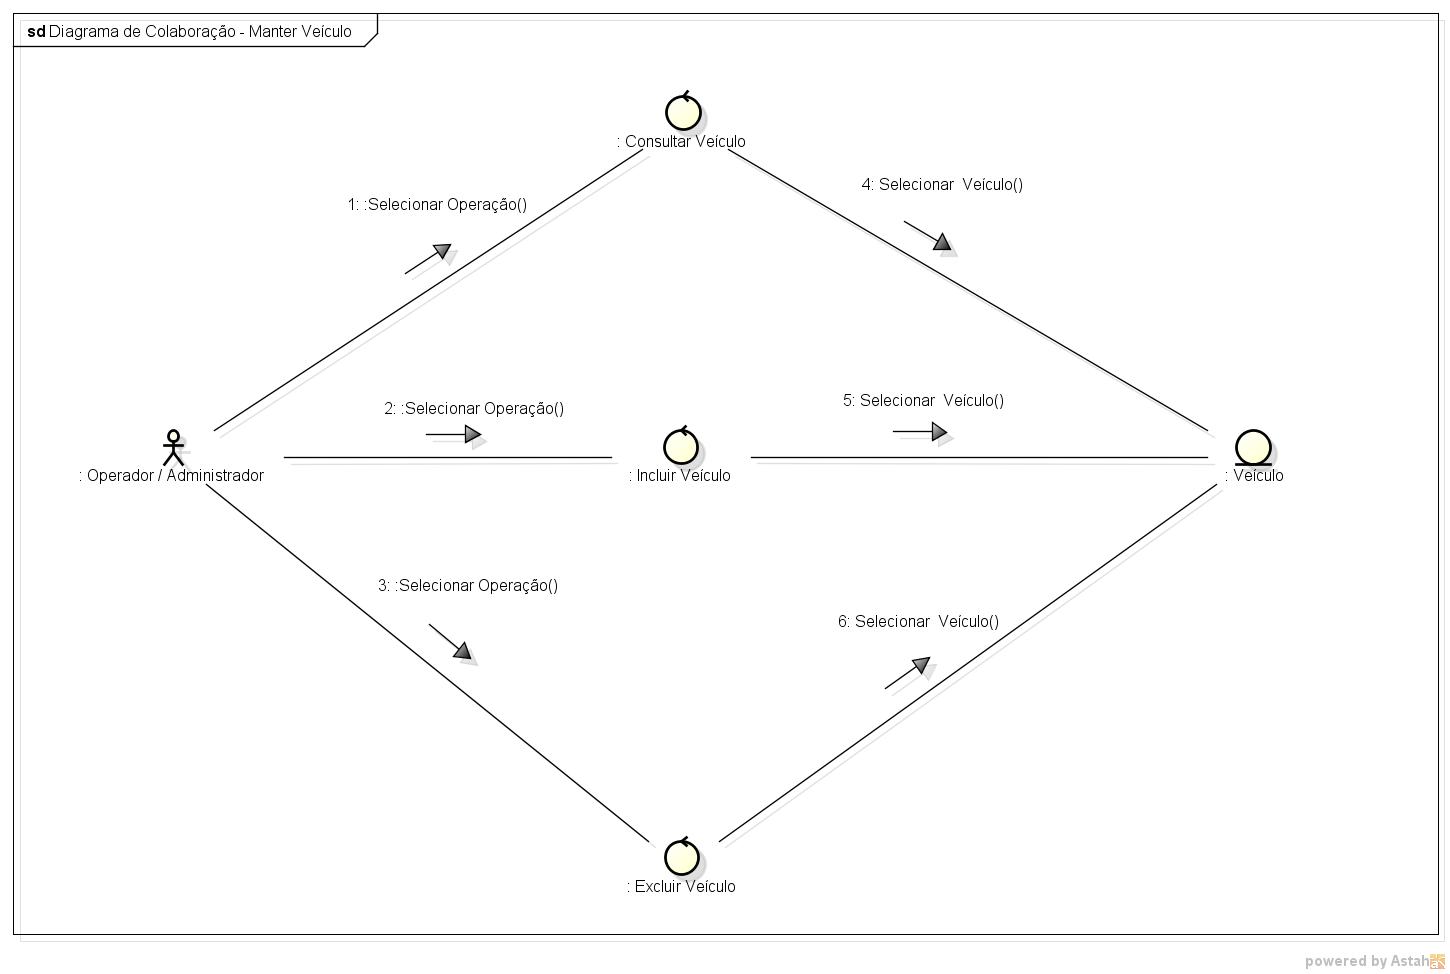 sd Diagrama de Colaboração - Manter Veículo
: Consultar Veículo
4: Selecionar  Veículo()
1: :Selecionar Operação()
2: :Selecionar Operação()
5: Selecionar  Veículo()
: Operador / Administrador
: Incluir Veículo
: Veículo
3: :Selecionar Operação()
6: Selecionar  Veículo()
: Excluir Veículo
powered by Astah